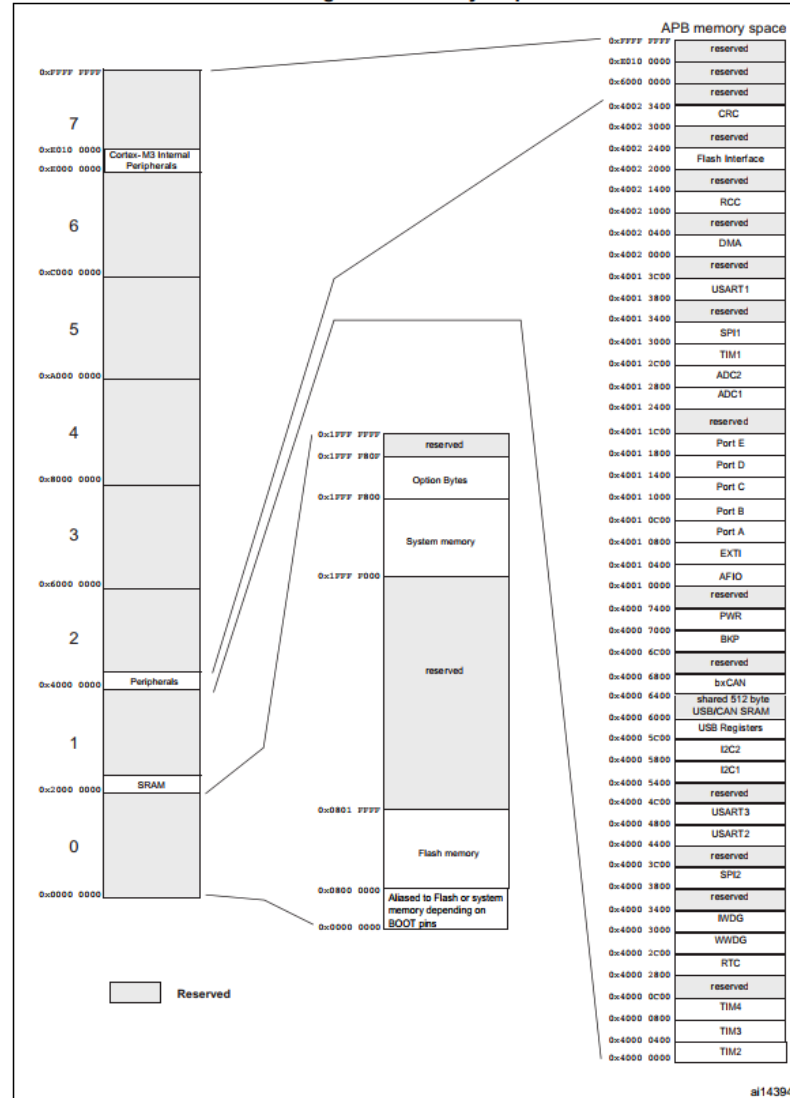 APB memory space
0xFFFF FFFF
reserved
0xE010 0000
reserved
0x6000 0000
reserved
0x4002 3400
CRC
0x4002 3000
reserved
0x4002 2400
Flash Interface
0x4002 2000
reserved
0x4002 1400
RCC
0x4002 1000
reserved
0x4002 0400
DMA
0x4002 0000
reserved
0x4001 3C00
USART1
0x4001 3800
reserved
0x4001 3400
SPI1
0x4001 3000
TIM1
0x4001 2C00
ADC2
0x4001 2800
ADC1
0x4001 2400
reserved
0x4001 1C00
Port E
0x4001 1800
Port D
0x4001 1400
Port C
0x4001 1000
Port B
0x4001 0C00
Port A
0x4001 0800
EXTI
0x4001 0400
AFIO
0x4001 0000
reserved
0x4000 7400
PWR
0x4000 7000
BKP
0x4000 6C00
reserved
0x4000 6800
bxCAN
0x4000 6400
shared 512 byte
USB/CAN SRAM
0x4000 6000
USB Registers
0x4000 5C00
I2C2
0x4000 5800
I2C1
0x4000 5400
reserved
0x4000 4C00
USART3
0x4000 4800
USART2
0x4000 4400
reserved
0x4000 3C00
SPI2
0x4000 3800
reserved
0x4000 3400
IWDG
0x4000 3000
WWDG
0x4000 2C00
RTC
0x4000 2800
reserved
0x4000 0C00
TIM4
0x4000 0800
TIM3
0x4000 0400
TIM2
0x4000 0000
0xFFFF FFFF
7
0xE010 0000
Cortex-M3 Internal
Peripherals
0xE000 0000
6
0xC000 0000
5
0xA000 0000
4
0x8000 0000
3
0x6000 0000
2
Peripherals
0x4000 0000
1
SRAM
0x2000 0000
0
0x0000 0000
0x1FFF FFFF
reserved
0x1FFF F80F
Option Bytes
0x1FFF F800
System memory
0x1FFF F000
reserved
0x0801 FFFF
Flash memory
0x0800 0000
Aliased to Flash or system
memory depending on
BOOT pins
0x0000 0000
Reserved
ai14394